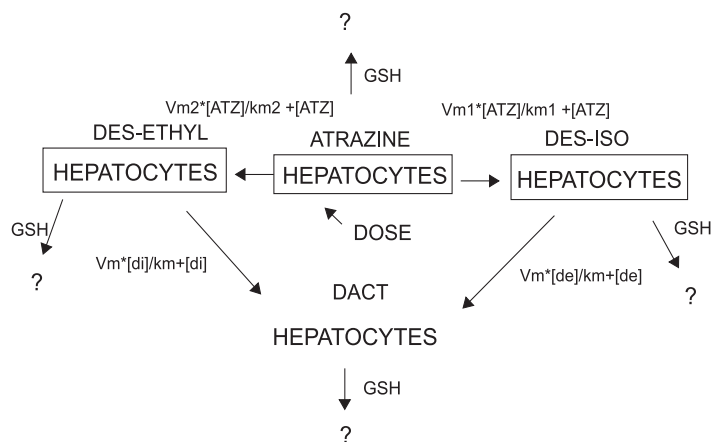 ?
GSH
Vm2*[ATZ]/km2 +[ATZ]
Vm1*[ATZ]/km1 +[ATZ]
DES-ETHYL
ATRAZINE
DES-ISO
HEPATOCYTES
HEPATOCYTES
HEPATOCYTES
GSH
GSH
DOSE
Vm*[di]/km+[di]
Vm*[de]/km+[de]
?
?
DACT
HEPATOCYTES
GSH
?